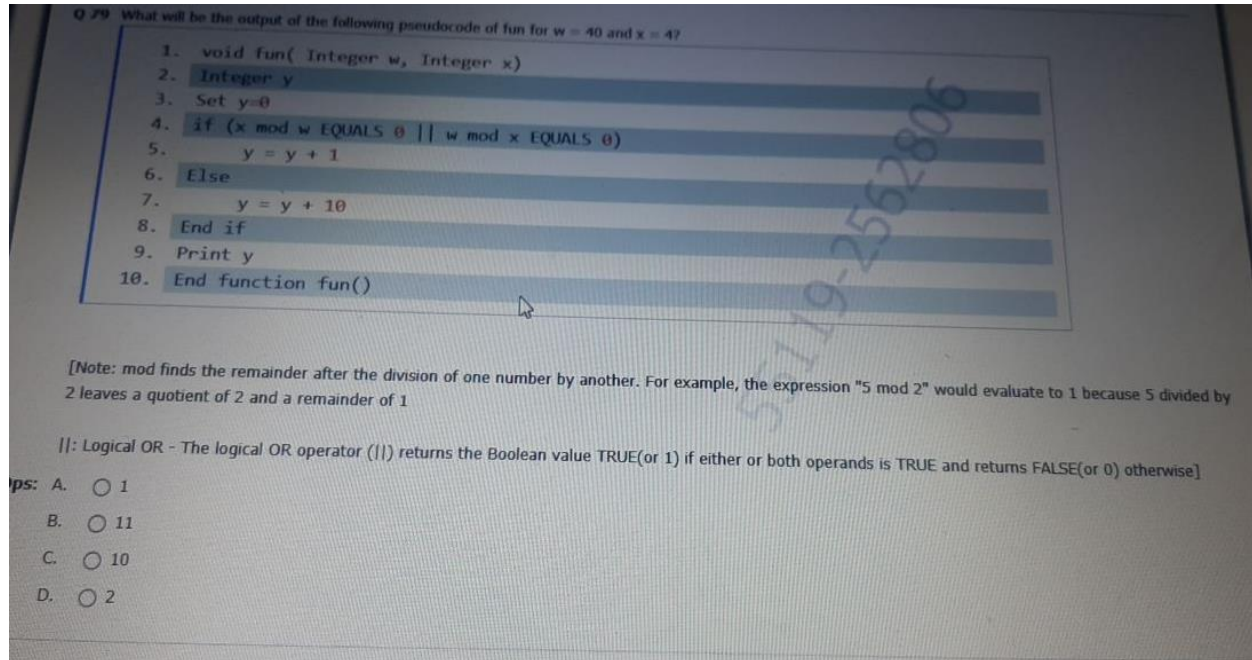 Q 79 What will be the output of the following pseudocode of fun for w = 40 and x = 4?
1. void fun( Integer w, Integer x)
2. Integer y
3. Set y=0
4. if (x mod w EQUALS 0 || w mod x EQUALS 0)
5. y = y + 1
6. Else
7. y = y + 10
8. End if
9. Print y
10. End function fun()
55119-2562806
[Note: mod finds the remainder after the division of one number by another. For example, the expression "5 mod 2" would evaluate to 1 because 5 divided by
2 leaves a quotient of 2 and a remainder of 1
||: Logical OR - The logical OR operator (||) returns the Boolean value TRUE(or 1) if either or both operands is TRUE and returns FALSE(or 0) otherwise]
ps: A. 1
B. 11
C. 10
D. 2